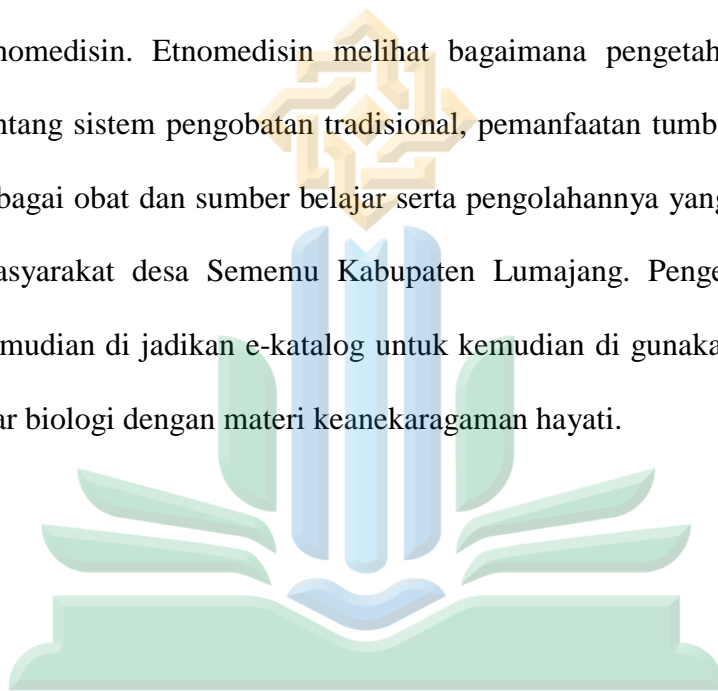 nomedisin. Etnomedisin melihat bagaimana pengetah
ntang sistem pengobatan tradisional, pemanfaatan tumb
bagai obat dan sumber belajar serta pengolahannya yang
asyarakat desa Sememu Kabupaten Lumajang. Penge
mudian di jadikan e-katalog untuk kemudian di gunaka
ar biologi dengan materi keanekaragaman hayati.